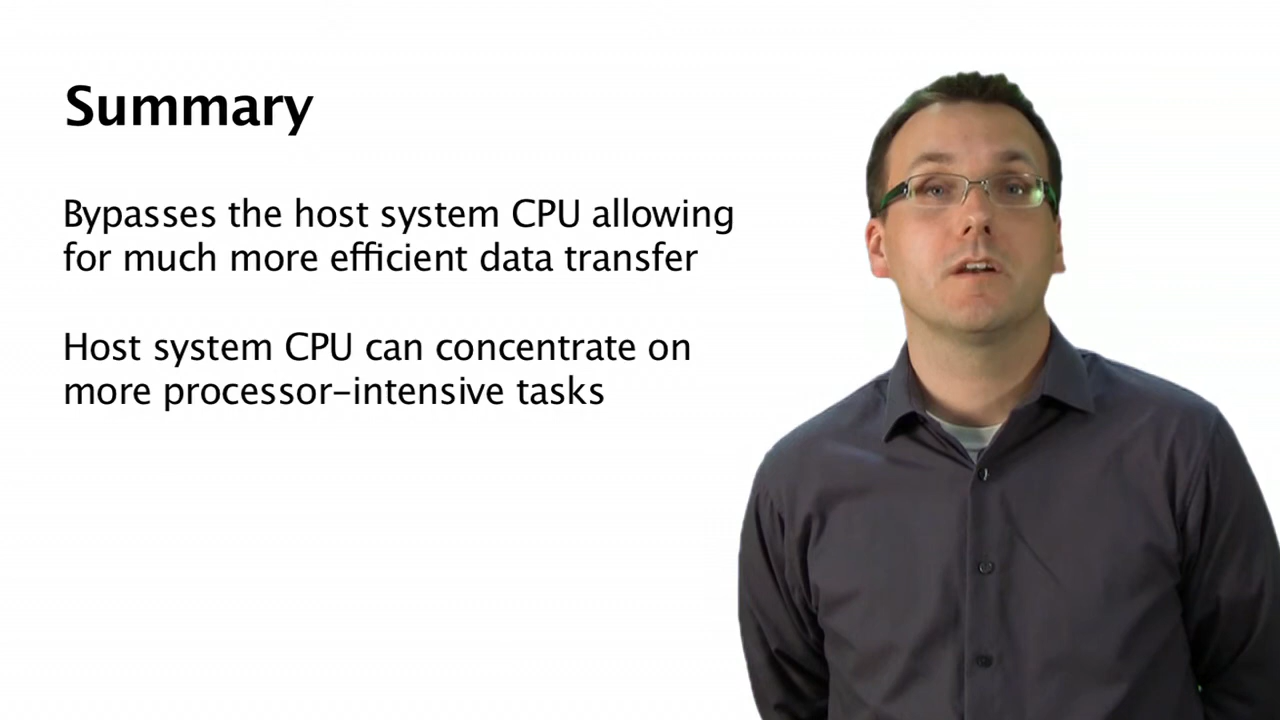 Summary
Bypasses the host system CPU allowing
for much more efficient data transfer
Host system CPU can concentrate on
more processor-intensive tasks